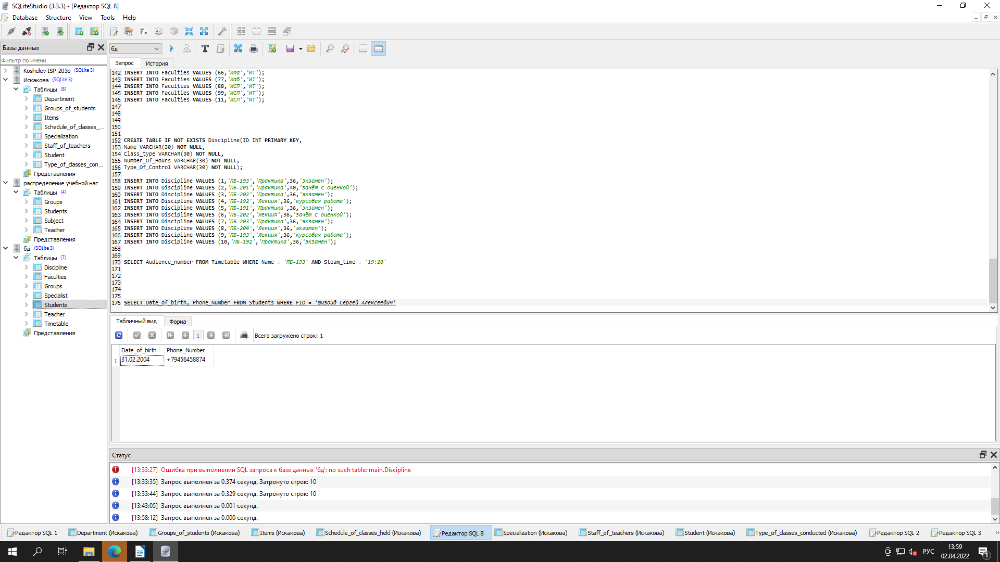 SQLiteStudio (3.3.3) - [Редактор SQL 8]
Database Structure View Tools Help
Базы данных
Фильтр по имени
Koshelev ISP-203o (SQLite 3)
Искакова (SQLite 3)
Таблицы (8)
Department
Groups_of_students
Items
Schedule_of_classes_...
Specialization
Staff_of_teachers
Student
Type_of_classes_con...
Представления
распределение учебной наг...
Таблицы (4)
Groups
Students
Subject
Teacher
Представления
бд (SQLite 3)
Таблицы (7)
Discipline
Faculties
Groups
Specialist
Students
Teacher
Timetable
Представления
бд
Запрос История
142 INSERT INTO Faculties VALUES (66,'Ипа','ИТ');
143 INSERT INTO Faculties VALUES (77,'Иав','ИТ');
144 INSERT INTO Faculties VALUES (88,'ИСП','ИТ');
145 INSERT INTO Faculties VALUES (99,'ИСП','ИТ');
146 INSERT INTO Faculties VALUES (11,'ИСП','ИТ');
147
148
149
150
151
152 CREATE TABLE IF NOT EXISTS Discipline(ID INT PRIMARY KEY,
153 Name VARCHAR(30) NOT NULL,
154 Class_type VARCHAR(30) NOT NULL,
155 Number_Of_Hours VARCHAR(30) NOT NULL,
156 Type_Of_Control VARCHAR(30) NOT NULL);
157
158 INSERT INTO Discipline VALUES (1,'ПБ-193','Практика',36,'экзамен');
159 INSERT INTO Discipline VALUES (2,'ПБ-201','Практика',40,'зачёт с оценкой');
160 INSERT INTO Discipline VALUES (3,'ПБ-202','Практика',36,'экзамен');
161 INSERT INTO Discipline VALUES (4,'ПБ-192','Лекция',36,'курсовая работа');
162 INSERT INTO Discipline VALUES (5,'ПБ-191','Практика',36,'экзамен');
163 INSERT INTO Discipline VALUES (6,'ПБ-202','Лекция',36,'зачёт с оценкой');
164 INSERT INTO Discipline VALUES (7,'ПБ-203','Практика',36,'экзамен');
165 INSERT INTO Discipline VALUES (8,'ПБ-204','Лекция',36,'экзамен');
166 INSERT INTO Discipline VALUES (9,'ПБ-193','Лекция',36,'курсовая работа');
167 INSERT INTO Discipline VALUES (10,'ПБ-192','Практика',36,'экзамен');
168
169
170 SELECT Audience_number FROM Timetable WHERE Name = 'ПБ-193' AND Steam_time = '19:20'
171
172
173
174
175
176 SELECT Date_of_birth, Phone_Number FROM Students WHERE FIO = 'Шизоид Сергей Алексеевич'
Табличный вид Форма
1 Всего загружено строк: 1
Date_of_birth Phone_Number
1 31.02.2004 +79456458874
Статус
[13:33:27] Ошибка при выполнении SQL запроса к базе данных 'бд': no such table: main.Discipline
[13:33:35] Запрос выполнен за 0.374 секунд. Затронуто строк: 10
[13:33:44] Запрос выполнен за 0.329 секунд. Затронуто строк: 10
[13:43:05] Запрос выполнен за 0.001 секунд.
[13:58:12] Запрос выполнен за 0.000 секунд.
Редактор SQL 1 Department (Искакова) Groups_of_students (Искакова) Items (Искакова) Schedule_of_classes_held (Искакова) Редактор SQL 8 Specialization (Искакова) Staff_of_teachers (Искакова) Student (Искакова) Type_of_classes_conducted (Искакова) Редактор SQL 2 Редактор SQL 3
РУС
13:59
02.04.2022
1